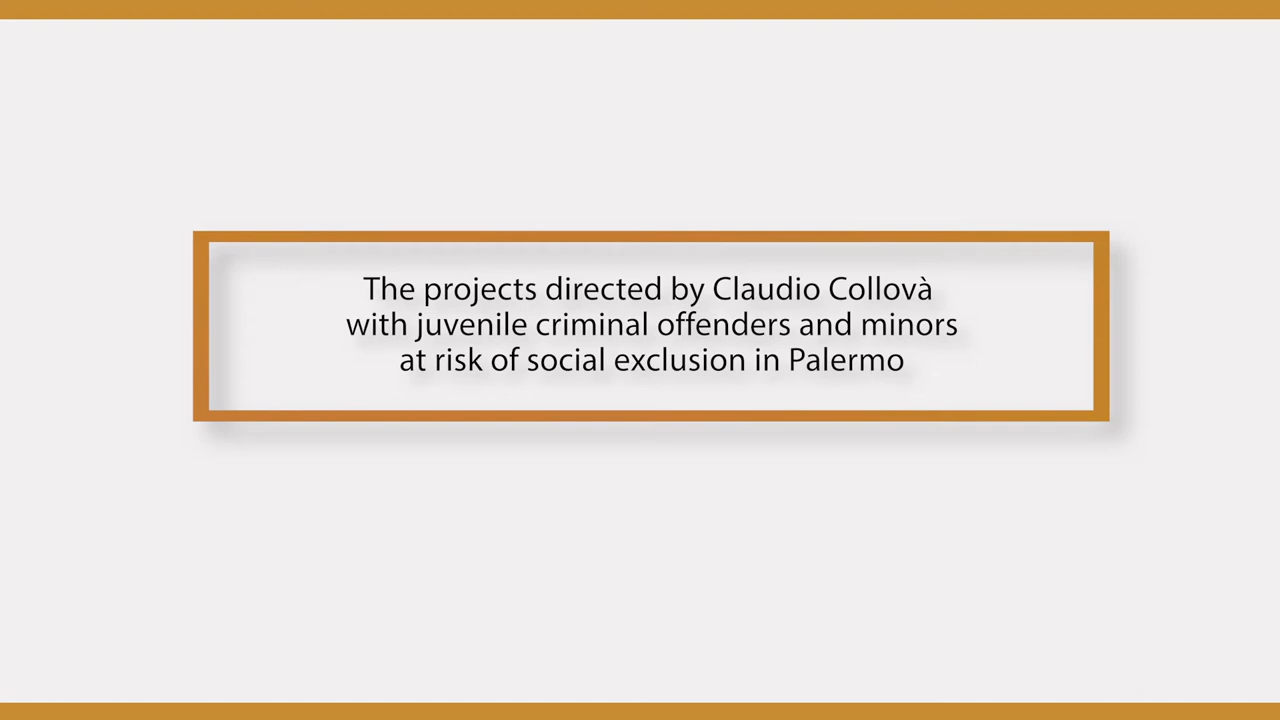 The projects directed by Claudio Collovà
with juvenile criminal offenders and minors
at risk of social exclusion in Palermo